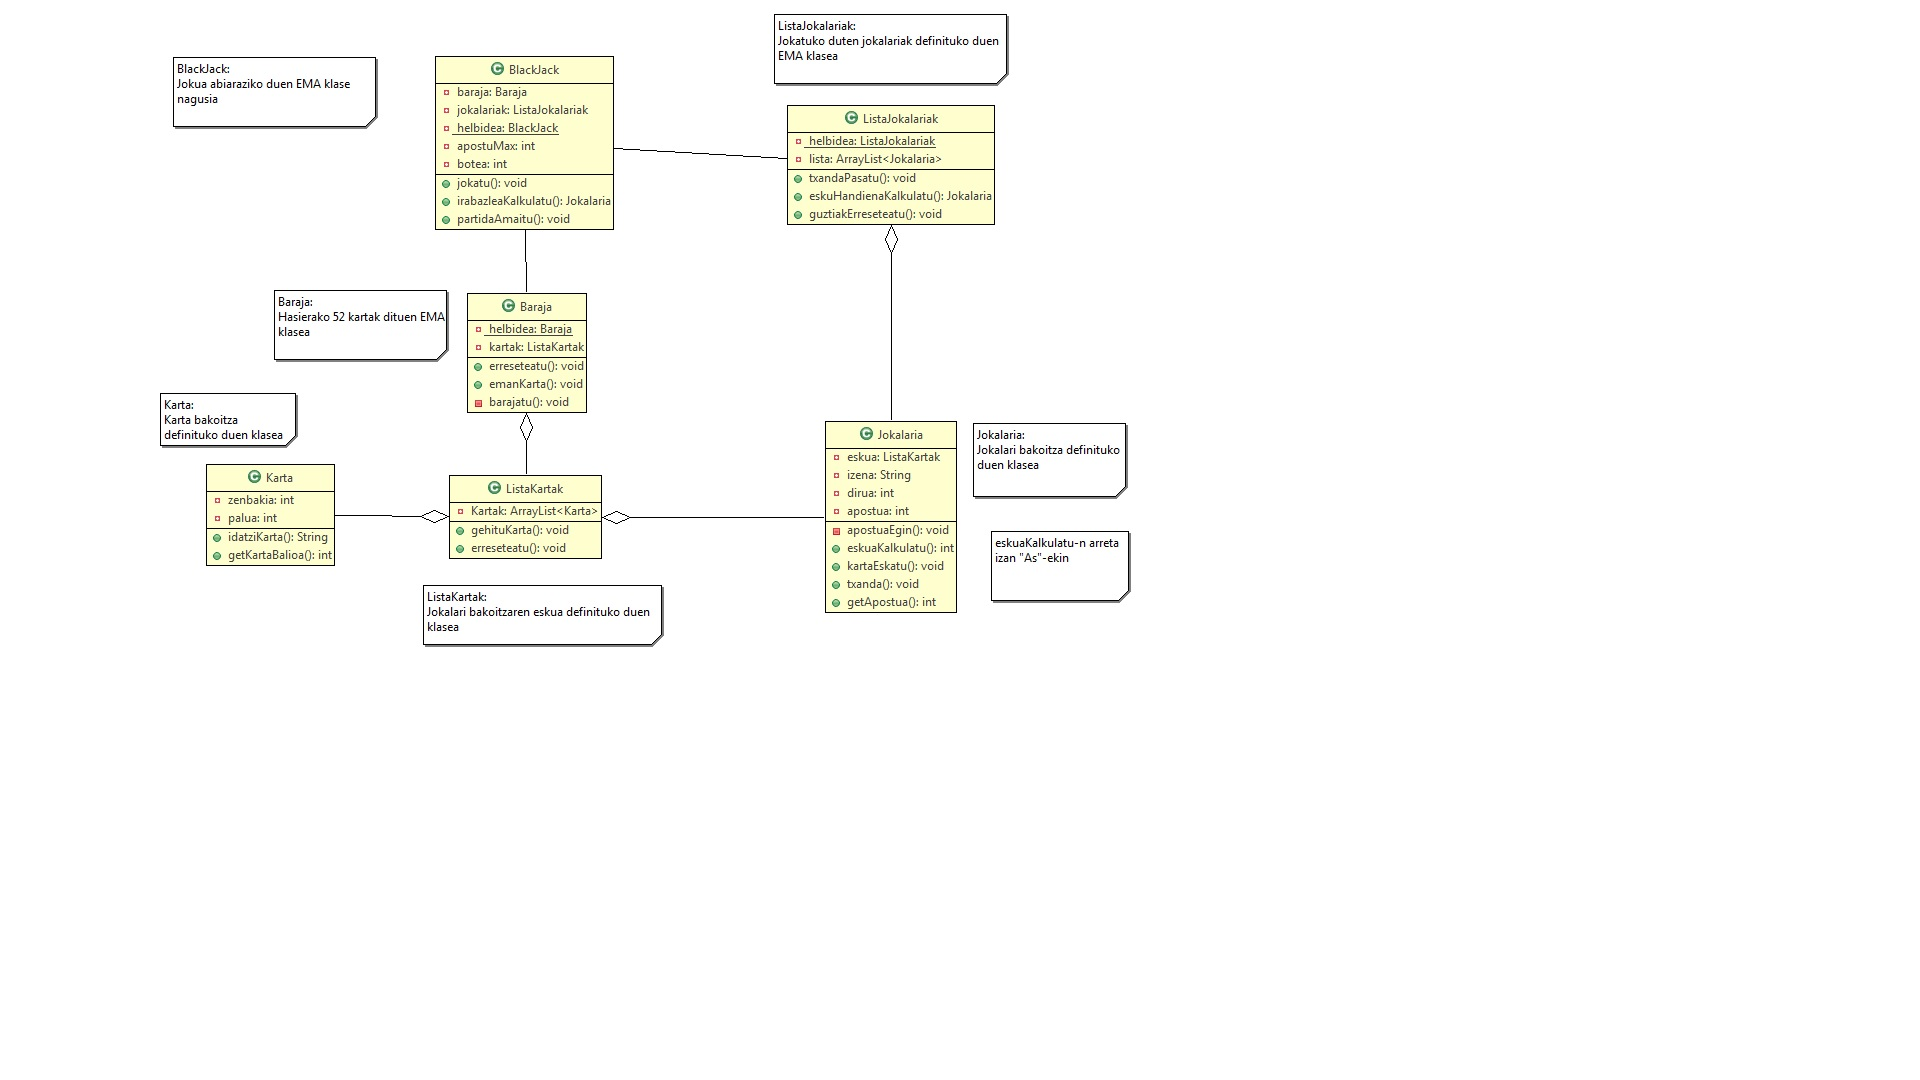 BlackJack:
Jokua abiaraziko duen EMA klase
nagusia
BlackJack
baraja: Baraja
jokalariak: ListaJokalariak
helbidea: BlackJack
apostuMax: int
botea: int
jokatu(): void
irabazleaKalkulatu(): Jokalaria
partidaAmaitu(): void
ListaJokalariak:
Jokatuko duten jokalariak definituko duen
EMA klasea
ListaJokalariak
helbidea: ListaJokalariak
lista: ArrayList<Jokalaria>
txandaPasatu(): void
eskuHandienaKalkulatu(): Jokalaria
guztiakErreseteatu(): void
Baraja:
Hasierako 52 kartak dituen EMA
klasea
Baraja
helbidea: Baraja
kartak: ListaKartak
erreseteatu(): void
emanKarta(): void
barajatu(): void
Karta:
Karta bakoitza
definituko duen klasea
Karta
zenbakia: int
palua: int
idatziKarta(): String
getKartaBalioa(): int
ListaKartak
Kartak: ArrayList<Karta>
gehituKarta(): void
erreseteatu(): void
ListaKartak:
Jokalari bakoitzaren eskua definituko duen
klasea
Jokalaria
eskua: ListaKartak
izena: String
dirua: int
apostua: int
apostuaEgin(): void
eskuaKalkulatu(): int
kartaEskatu(): void
txanda(): void
getApostua(): int
Jokalaria:
Jokalari bakoitza definituko
duen klasea
eskuaKalkulatu-n arreta
izan "As"-ekin